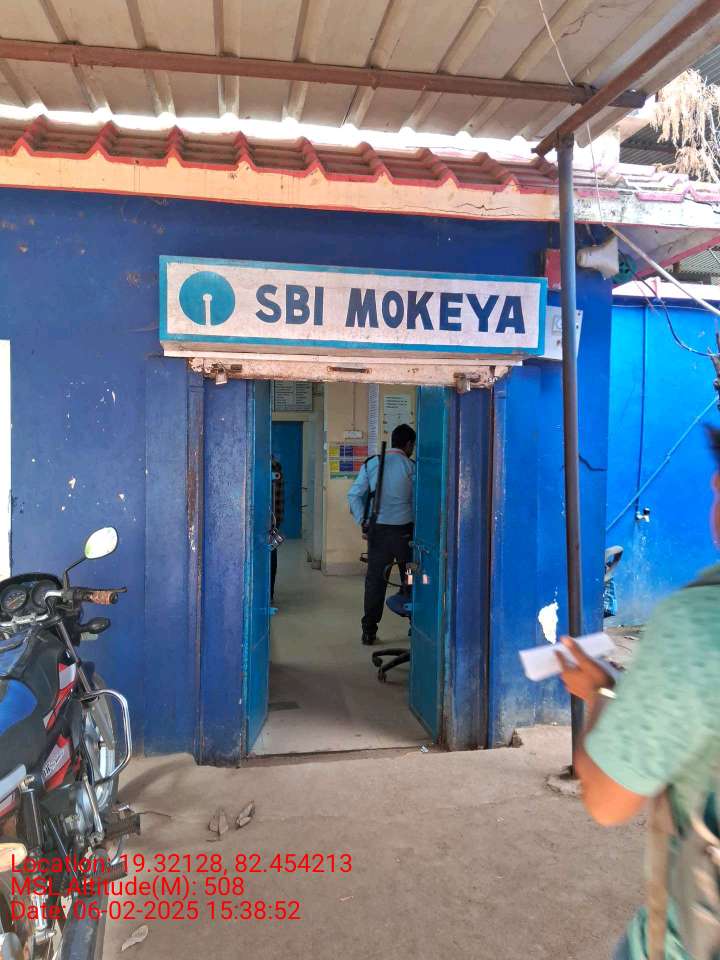 SBI MOKEYA
Location: 19.32128, 82.454213
MSL Altitude(M): 508
Date: 06-02-2025 15:38:52